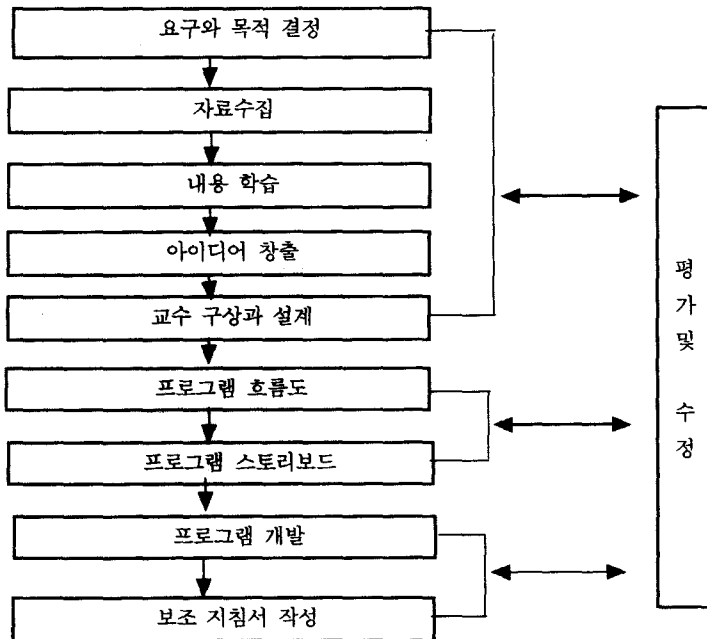 요구와 목적 결정
자료수집
내용 학습
아이디어 창출
교수 구상과 설계
프로그램 흐름도
프로그램 스토리보드
프로그램 개발
보조 지침서 작성
평
가
및
수
정